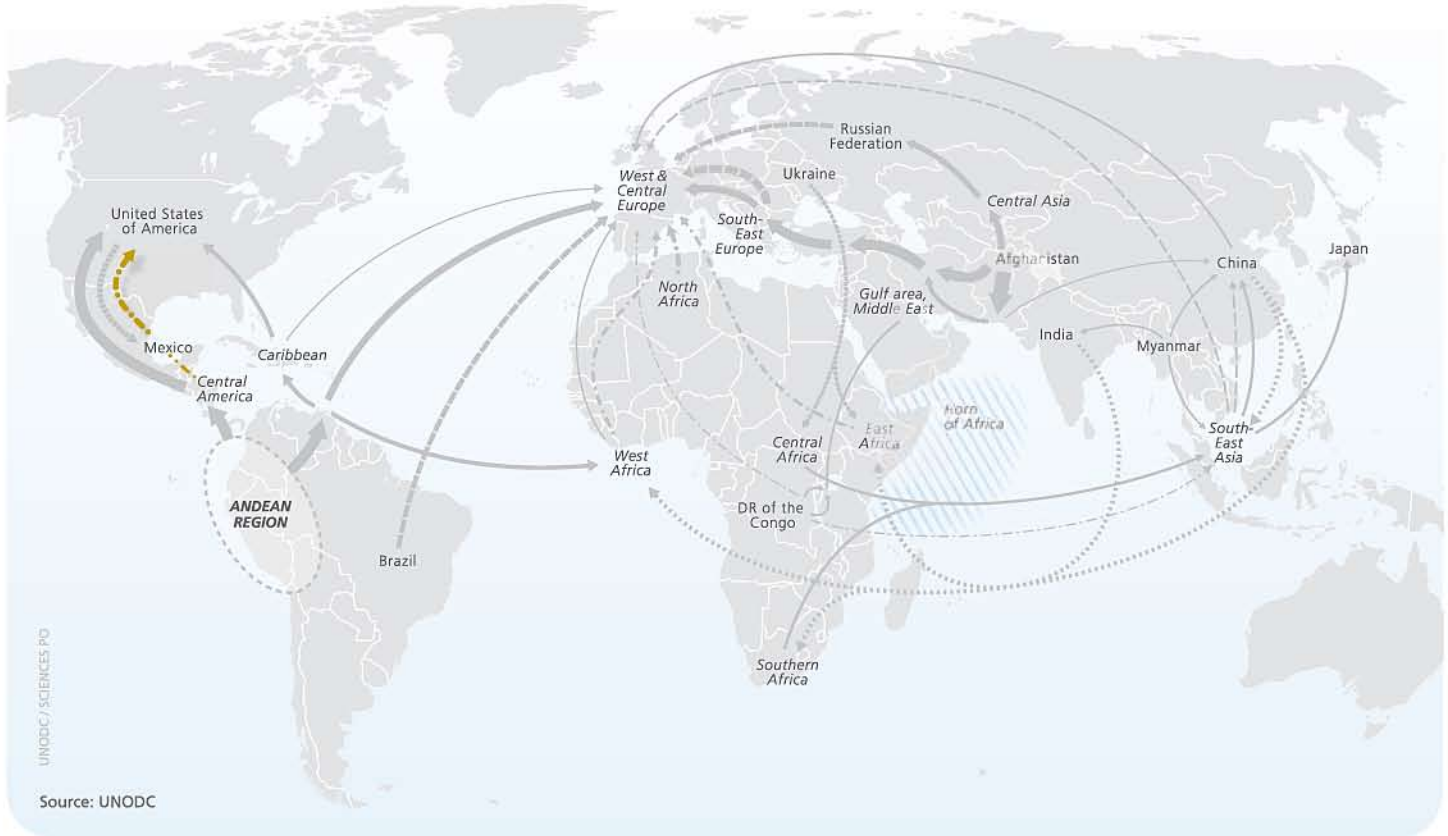 Russian
Federation
West &
Central
Europe
Ukraine
Central Asia
United States
of America
South-
East
Europe
Japan
Afghanistan
China
North
Africa
Gulf area,
Middle East
India
Mexico
Myanmar
Caribbean
Central
America
Horn
of Africa
East
Africa
South-
East
Asia
Central
Africa
West
Africa
ANDEAN
REGION
DR of the
Congo
Brazil
Southern
Africa
UNODC / SCIENCES PO
Source: UNODC